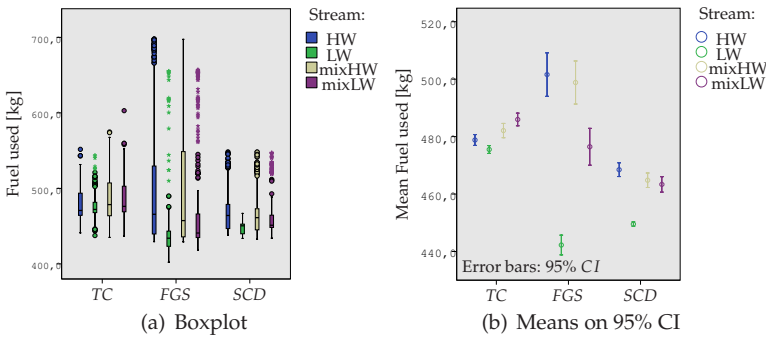 Stream:
HW
LW
mixHW
mixLW
Fuel used [kg]
700,0
600,0
500,0
400,0
TC
FGS
SCD
(a) Boxplot
Stream:
HW
LW
mixHW
mixLW
Mean Fuel used [kg]
520,0
500,0
480,0
460,0
440,0
Error bars: 95% CI
TC
FGS
SCD
(b) Means on 95% CI